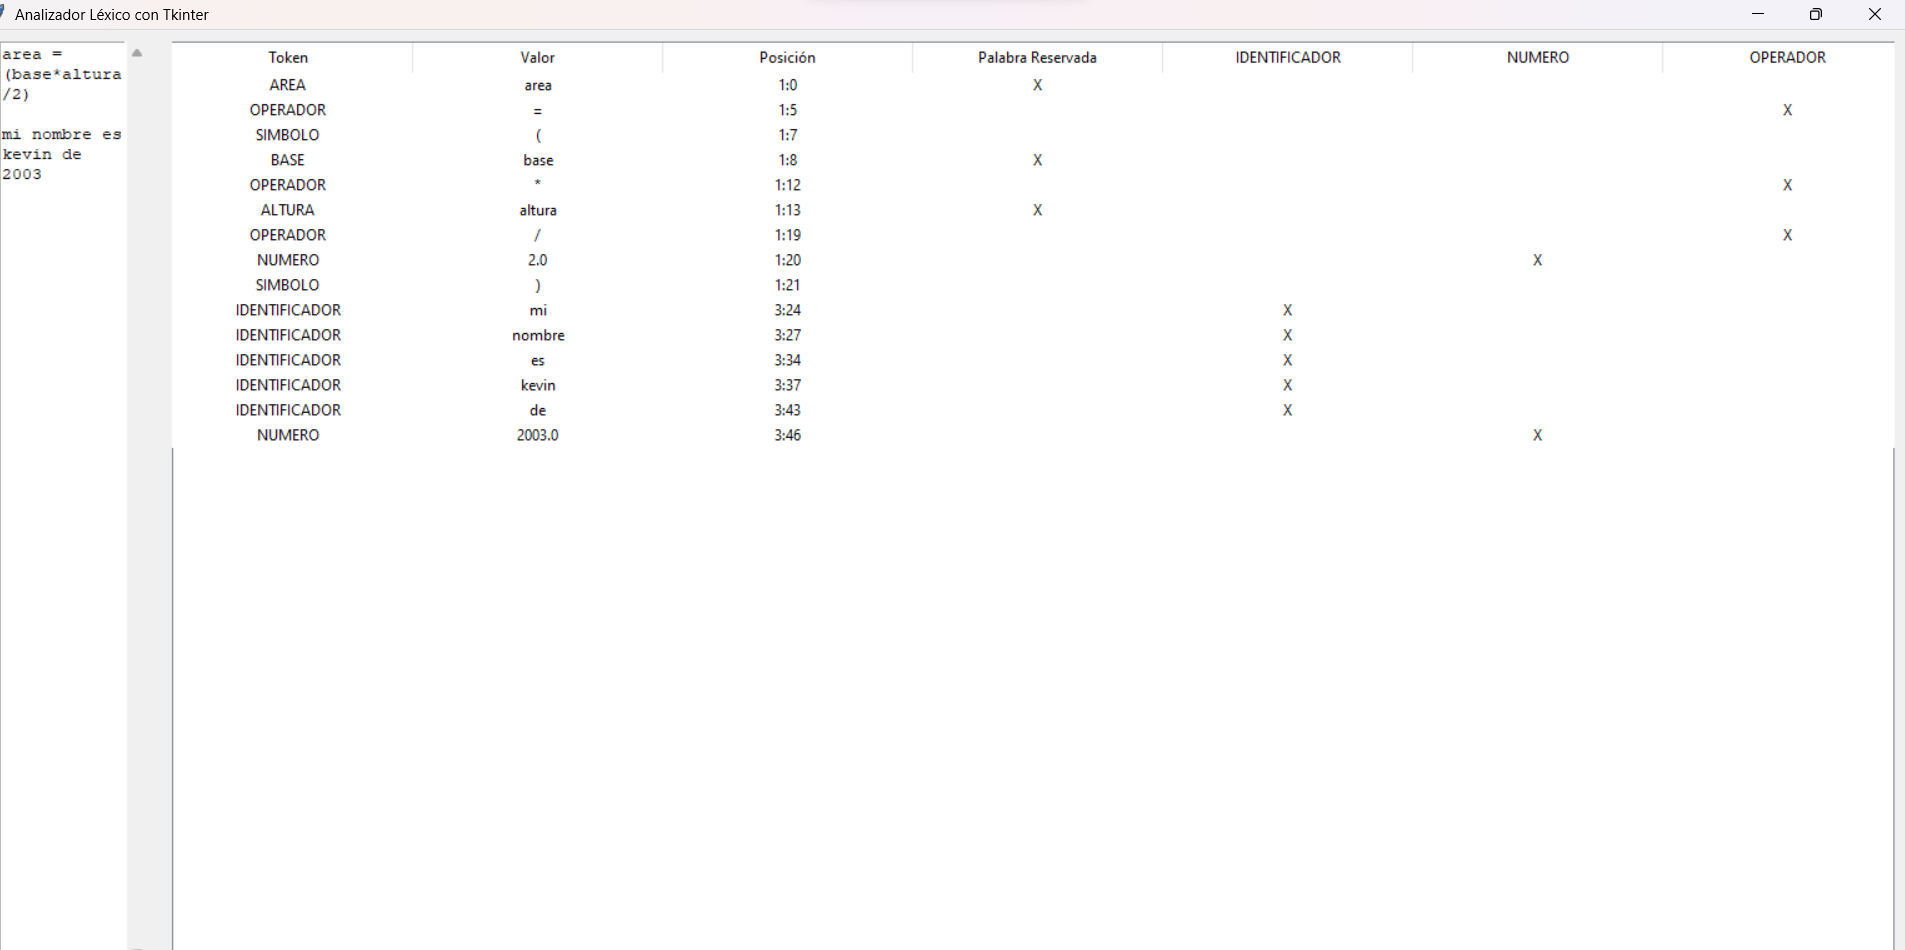 Analizador Léxico con Tkinter
area =
(base*altura
/2)
mi nombre es
kevin de
2003
Token Valor Posición Palabra Reservada IDENTIFICADOR NUMERO OPERADOR
AREA area 1:0 X
OPERADOR = 1:5 X
SIMBOLO ( 1:7
BASE base 1:8 X
OPERADOR * 1:12 X
ALTURA altura 1:13 X
OPERADOR / 1:19 X
NUMERO 2.0 1:20 X
SIMBOLO ) 1:21
IDENTIFICADOR mi 3:24 X
IDENTIFICADOR nombre 3:27 X
IDENTIFICADOR es 3:34 X
IDENTIFICADOR kevin 3:37 X
IDENTIFICADOR de 3:43 X
NUMERO 2003.0 3:46 X